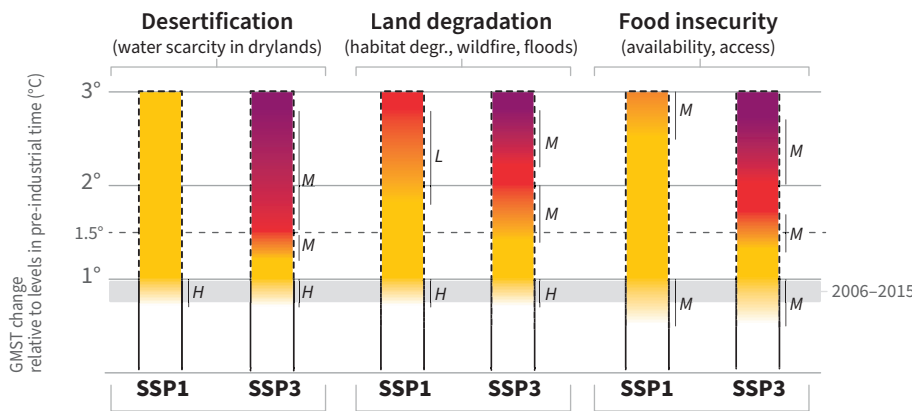 Desertification
(water scarcity in drylands)
Land degradation
(habitat degr., wildfire, floods)
Food insecurity
(availability, access)
GMST change
relative to levels in pre-industrial time (°C)
3°
2°
1.5°
1°
M
M
H
H
L
H
M
M
H
M
M
M
M
M
2006–2015
SSP1
SSP3
SSP1
SSP3
SSP1
SSP3